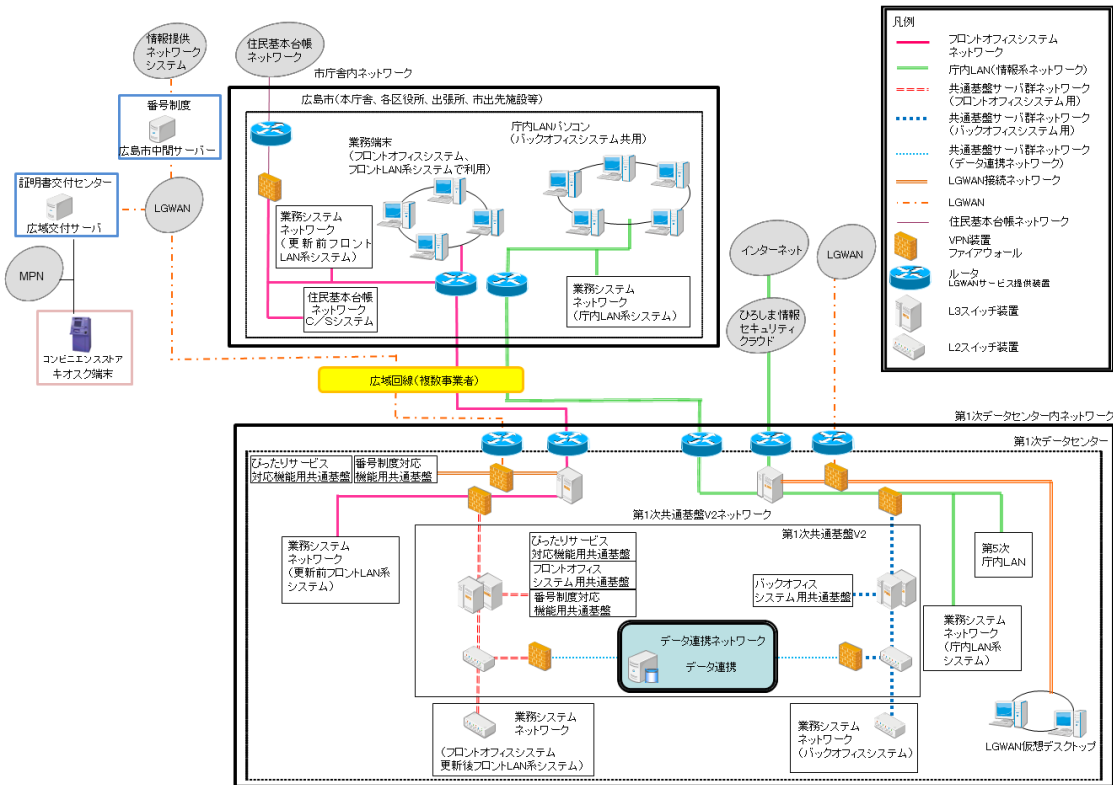 情報提供
ネットワーク
システム
住民基本台帳
ネットワーク
市庁舎内ネットワーク
番号制度
広島市中間サーバー
証明書交付センター
広域交付サーバ
LGWAN
MPN
コンビニエンスストア
キオスク端末
広島市(本庁舎、各区役所、出張所、市出先施設等)
業務端末
(フロントオフィスシステム、
フロントLAN系システムで利用)
庁内LANパソコン
(バックオフィスシステム共用)
業務システム
ネットワーク
(更新前フロント
LAN系システム)
住民基本台帳
ネットワーク
C/Sシステム
業務システム
ネットワーク
(庁内LAN系システム)
インターネット
LGWAN
ひろしま情報
セキュリティ
クラウド
凡例
フロントオフィスシステム
ネットワーク
庁内LAN(情報系ネットワーク)
共通基盤サーバ群ネットワーク
(フロントオフィスシステム用)
共通基盤サーバ群ネットワーク
(バックオフィスシステム用)
共通基盤サーバ群ネットワーク
(データ連携ネットワーク)
LGWAN接続ネットワーク
LGWAN
住民基本台帳ネットワーク
VPN装置
ファイアウォール
ルータ
LGWANサービス提供装置
L3スイッチ装置
L2スイッチ装置
広域回線(複数事業者)
第1次データセンター内ネットワーク
第1次データセンター
ぴったりサービス
対応機能用共通基盤
番号制度対応
機能用共通基盤
第1次共通基盤V2ネットワーク
第1次共通基盤V2
業務システム
ネットワーク
(更新前フロントLAN系
システム)
ぴったりサービス
対応機能用共通基盤
フロントオフィス
システム用共通基盤
番号制度対応
機能用共通基盤
バックオフィス
システム用共通基盤
第5次
庁内LAN
業務システム
ネットワーク
(庁内LAN系
システム)
データ連携ネットワーク
データ連携
業務システム
ネットワーク
(フロントオフィスシステム
更新後フロントLAN系システム)
業務システム
ネットワーク
(バックオフィスシステム)
LGWAN仮想デスクトップ